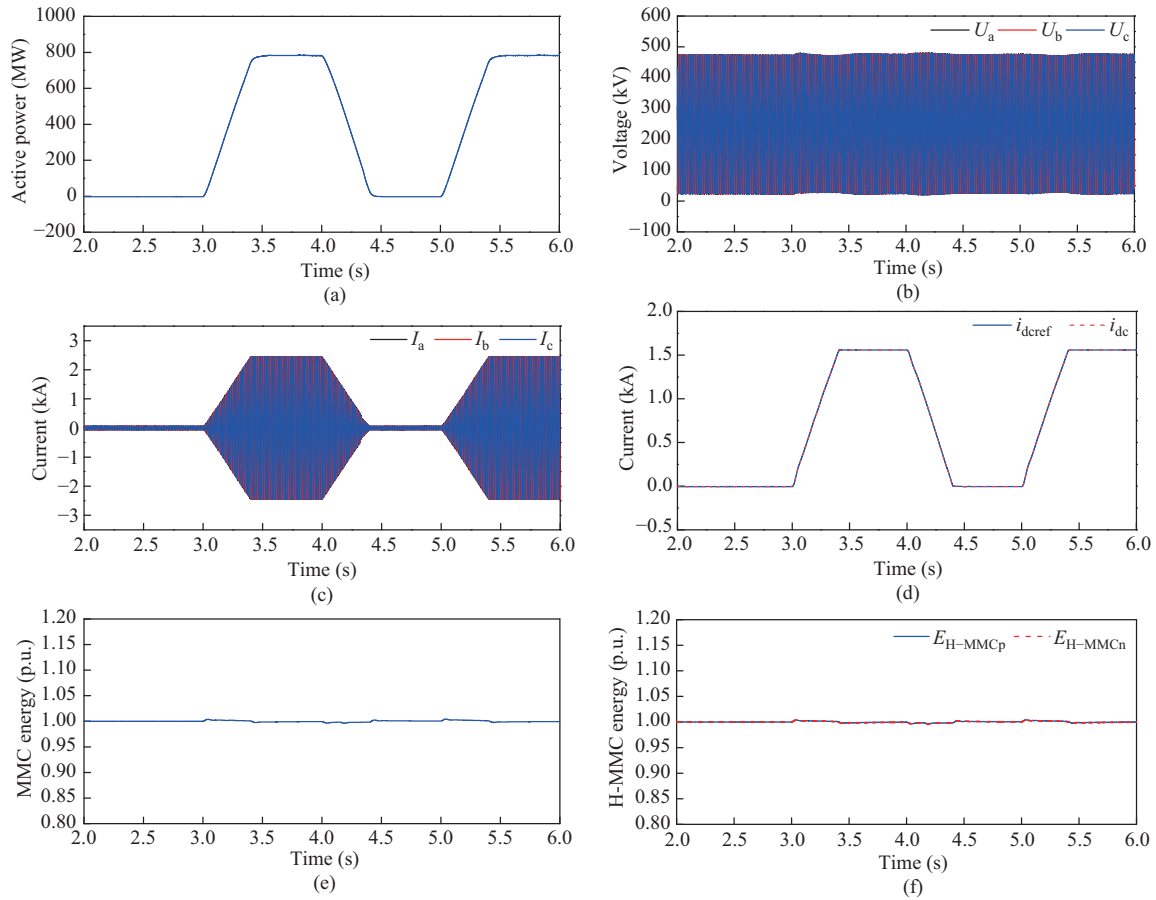 1000
800
600
400
200
0
−200
Active power (MW)
2.0 2.5 3.0 3.5 4.0 4.5 5.0 5.5 6.0
Time (s)
(a)
600
500
400
300
200
100
0
−100
Voltage (kV)
Ua Ub Uc
2.0 2.5 3.0 3.5 4.0 4.5 5.0 5.5 6.0
Time (s)
(b)
3
2
1
0
−1
−2
−3
Current (kA)
Ia Ib Ic
2.0 2.5 3.0 3.5 4.0 4.5 5.0 5.5 6.0
Time (s)
(c)
2.0
1.5
1.0
0.5
0.0
−0.5
Current (kA)
idcref idc
2.0 2.5 3.0 3.5 4.0 4.5 5.0 5.5 6.0
Time (s)
(d)
1.20
1.15
1.10
1.05
1.00
0.95
0.90
0.85
0.80
MMC energy (p.u.)
2.0 2.5 3.0 3.5 4.0 4.5 5.0 5.5 6.0
Time (s)
(e)
1.20
1.15
1.10
1.05
1.00
0.95
0.90
0.85
0.80
H-MMC energy (p.u.)
EH−MMCp EH−MMCn
2.0 2.5 3.0 3.5 4.0 4.5 5.0 5.5 6.0
Time (s)
(f)